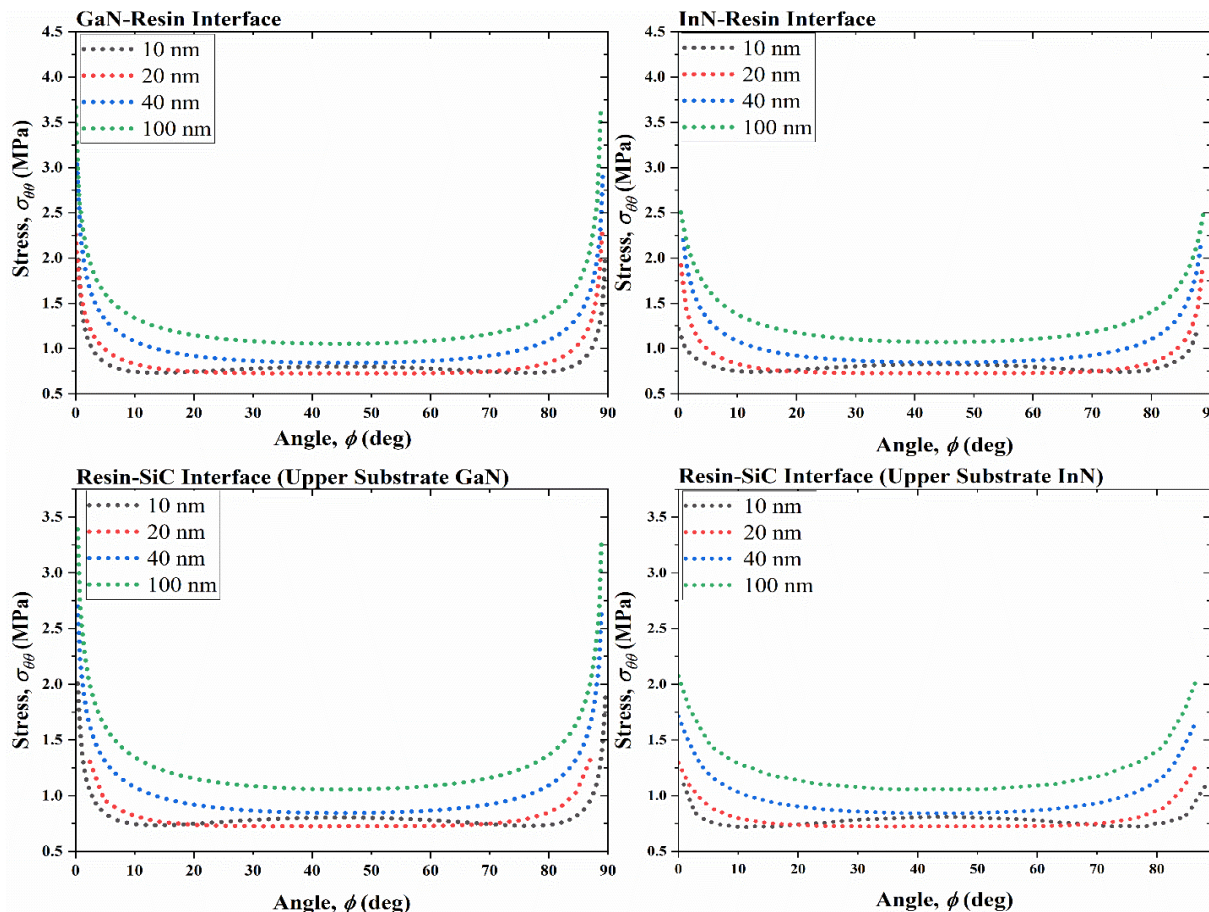 GaN-Resin Interface
4.5
4.0
3.5
3.0
2.5
2.0
1.5
1.0
0.5
Stress, σθθ (MPa)
10 nm
20 nm
40 nm
100 nm
0 10 20 30 40 50 60 70 80 90
Angle, ϕ (deg)
InN-Resin Interface
4.5
4.0
3.5
3.0
2.5
2.0
1.5
1.0
0.5
Stress, σθθ (MPa)
10 nm
20 nm
40 nm
100 nm
0 10 20 30 40 50 60 70 80 90
Angle, ϕ (deg)
Resin-SiC Interface (Upper Substrate GaN)
3.5
3.0
2.5
2.0
1.5
1.0
0.5
Stress, σθθ (MPa)
10 nm
20 nm
40 nm
100 nm
0 10 20 30 40 50 60 70 80 90
Angle, ϕ (deg)
Resin-SiC Interface (Upper Substrate InN)
3.5
3.0
2.5
2.0
1.5
1.0
0.5
Stress, σθθ (MPa)
10 nm
20 nm
40 nm
100 nm
0 20 40 60 80
Angle, ϕ (deg)